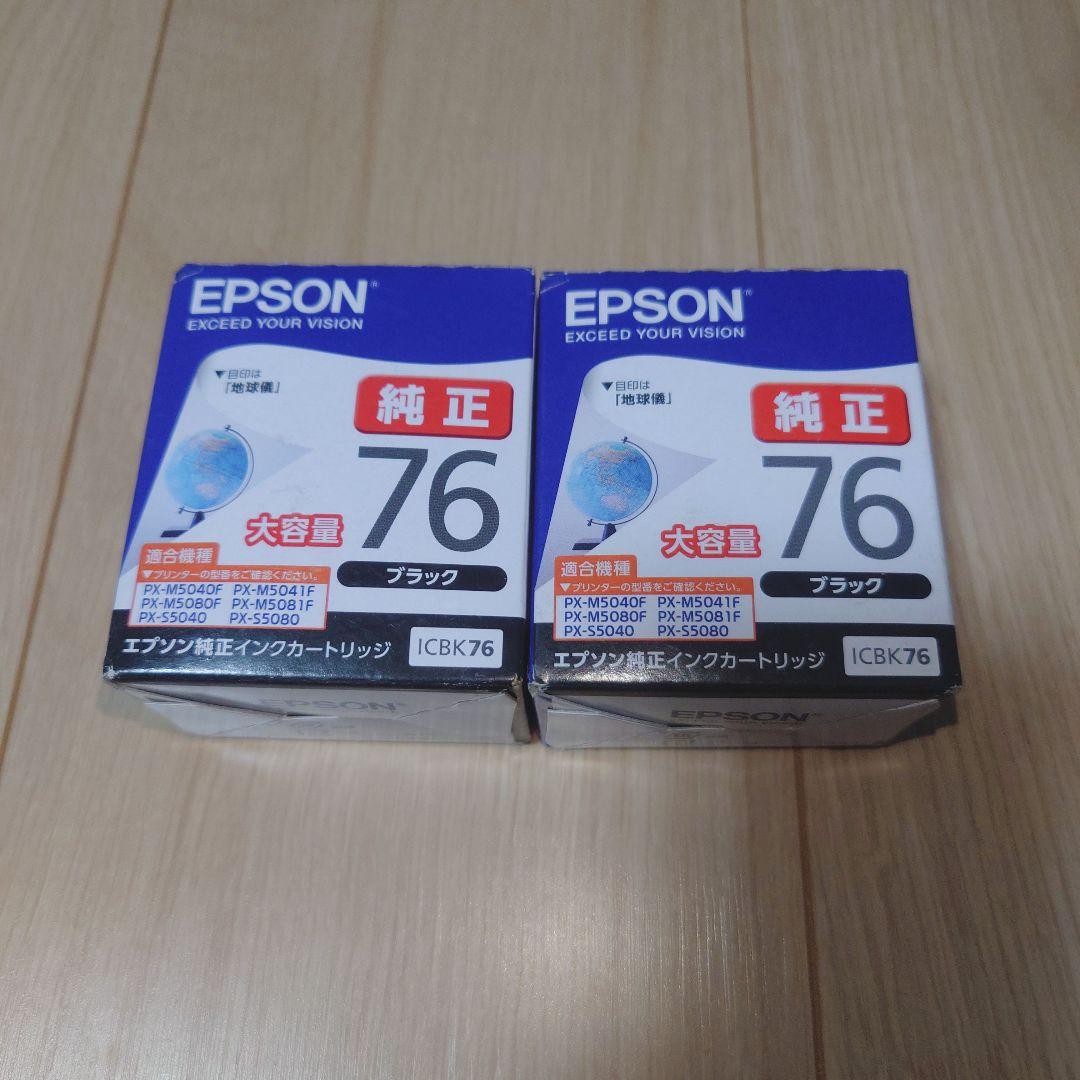 EPSON®
EXCEED YOUR VISION
▼目印は
「地球儀」
純正
76
大容量
ブラック
適合機種
▼プリンターの型番をご確認ください。
PX-M5040F PX-M5041F
PX-M5080F PX-M5081F
PX-S5040 PX-S5080
エプソン純正インクカートリッジ
ICBK76
EPSON
EPSON®
EXCEED YOUR VISION
▼目印は
「地球儀」
純正
76
大容量
ブラック
適合機種
▼プリンターの型番をご確認ください。
PX-M5040F PX-M5041F
PX-M5080F PX-M5081F
PX-S5040 PX-S5080
エプソン純正インクカートリッジ
ICBK76
EPSON